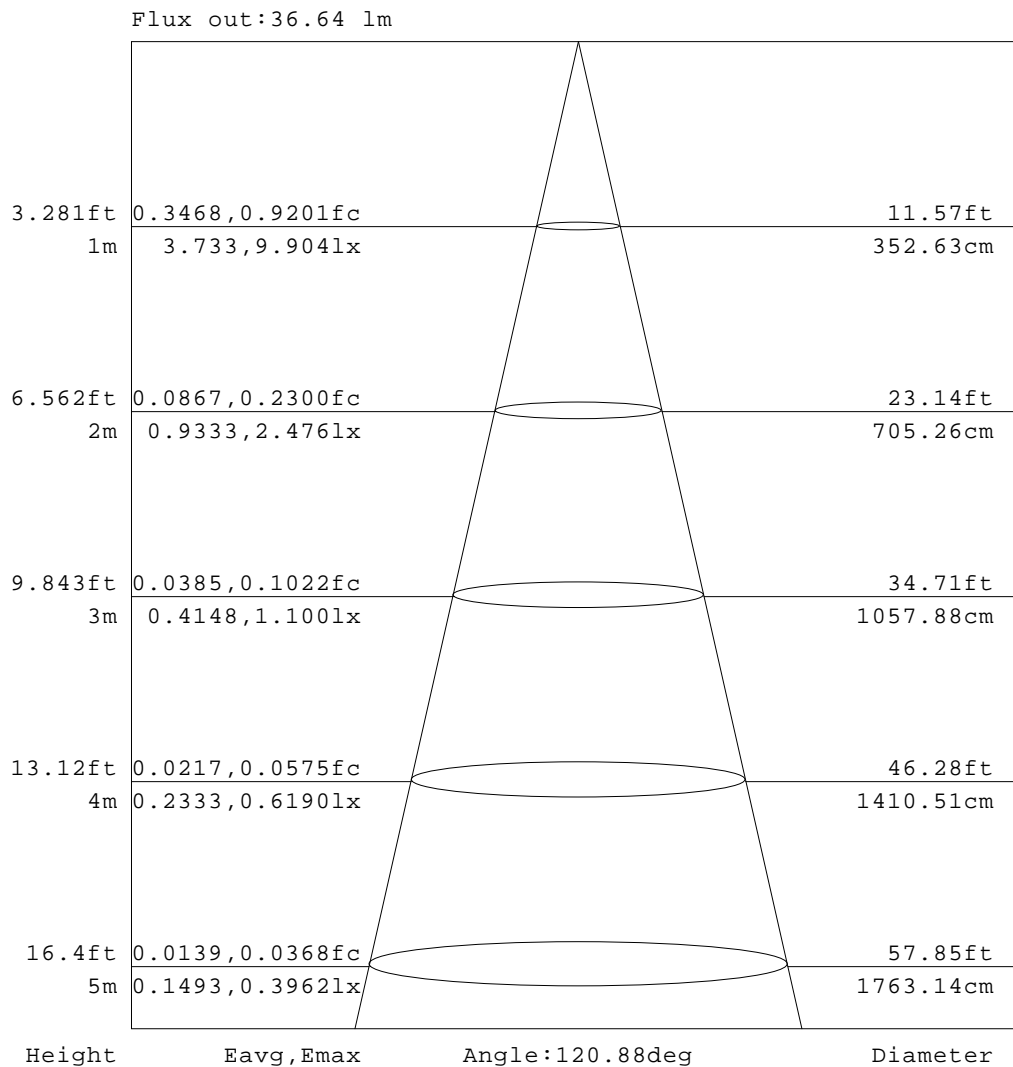 Flux out:36.64 lm
3.281ft 0.3468,0.9201fc 11.57ft
1m 3.733,9.904lx 352.63cm
6.562ft 0.0867,0.2300fc 23.14ft
2m 0.9333,2.476lx 705.26cm
9.843ft 0.0385,0.1022fc 34.71ft
3m 0.4148,1.100lx 1057.88cm
13.12ft 0.0217,0.0575fc 46.28ft
4m 0.2333,0.6190lx 1410.51cm
16.4ft 0.0139,0.0368fc 57.85ft
5m 0.1493,0.3962lx 1763.14cm
Height Eavg,Emax Angle:120.88deg Diameter